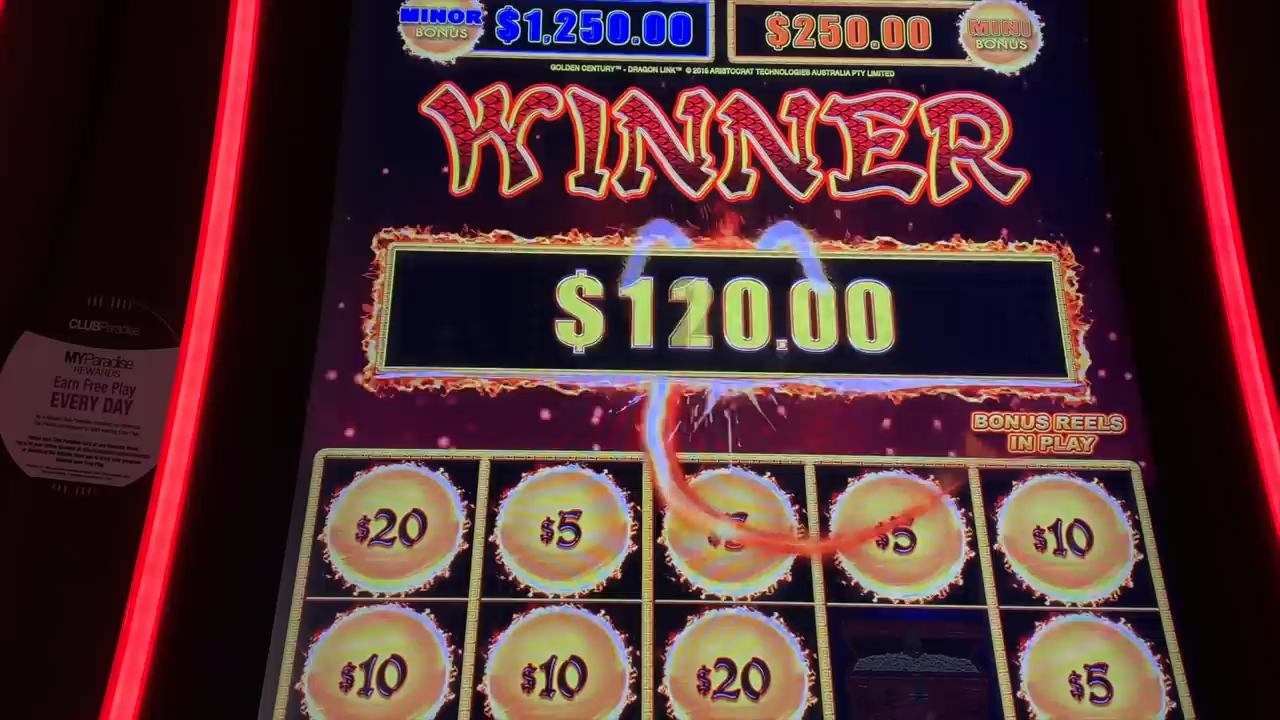 MINOR BONUS $1,250.00 $250.00 MINI BONUS
GOLDEN CENTURY™ - DRAGON LINK™ © 2016 ARISTOCRAT TECHNOLOGIES AUSTRALIA PTY LIMITED
WINNER
$120.00
CLUBParadise
MYParadise
REWARDS
Earn Free Play
EVERY DAY
BONUS REELS
IN PLAY
$20 $5 $5 $5 $10
$10 $10 $20 $5